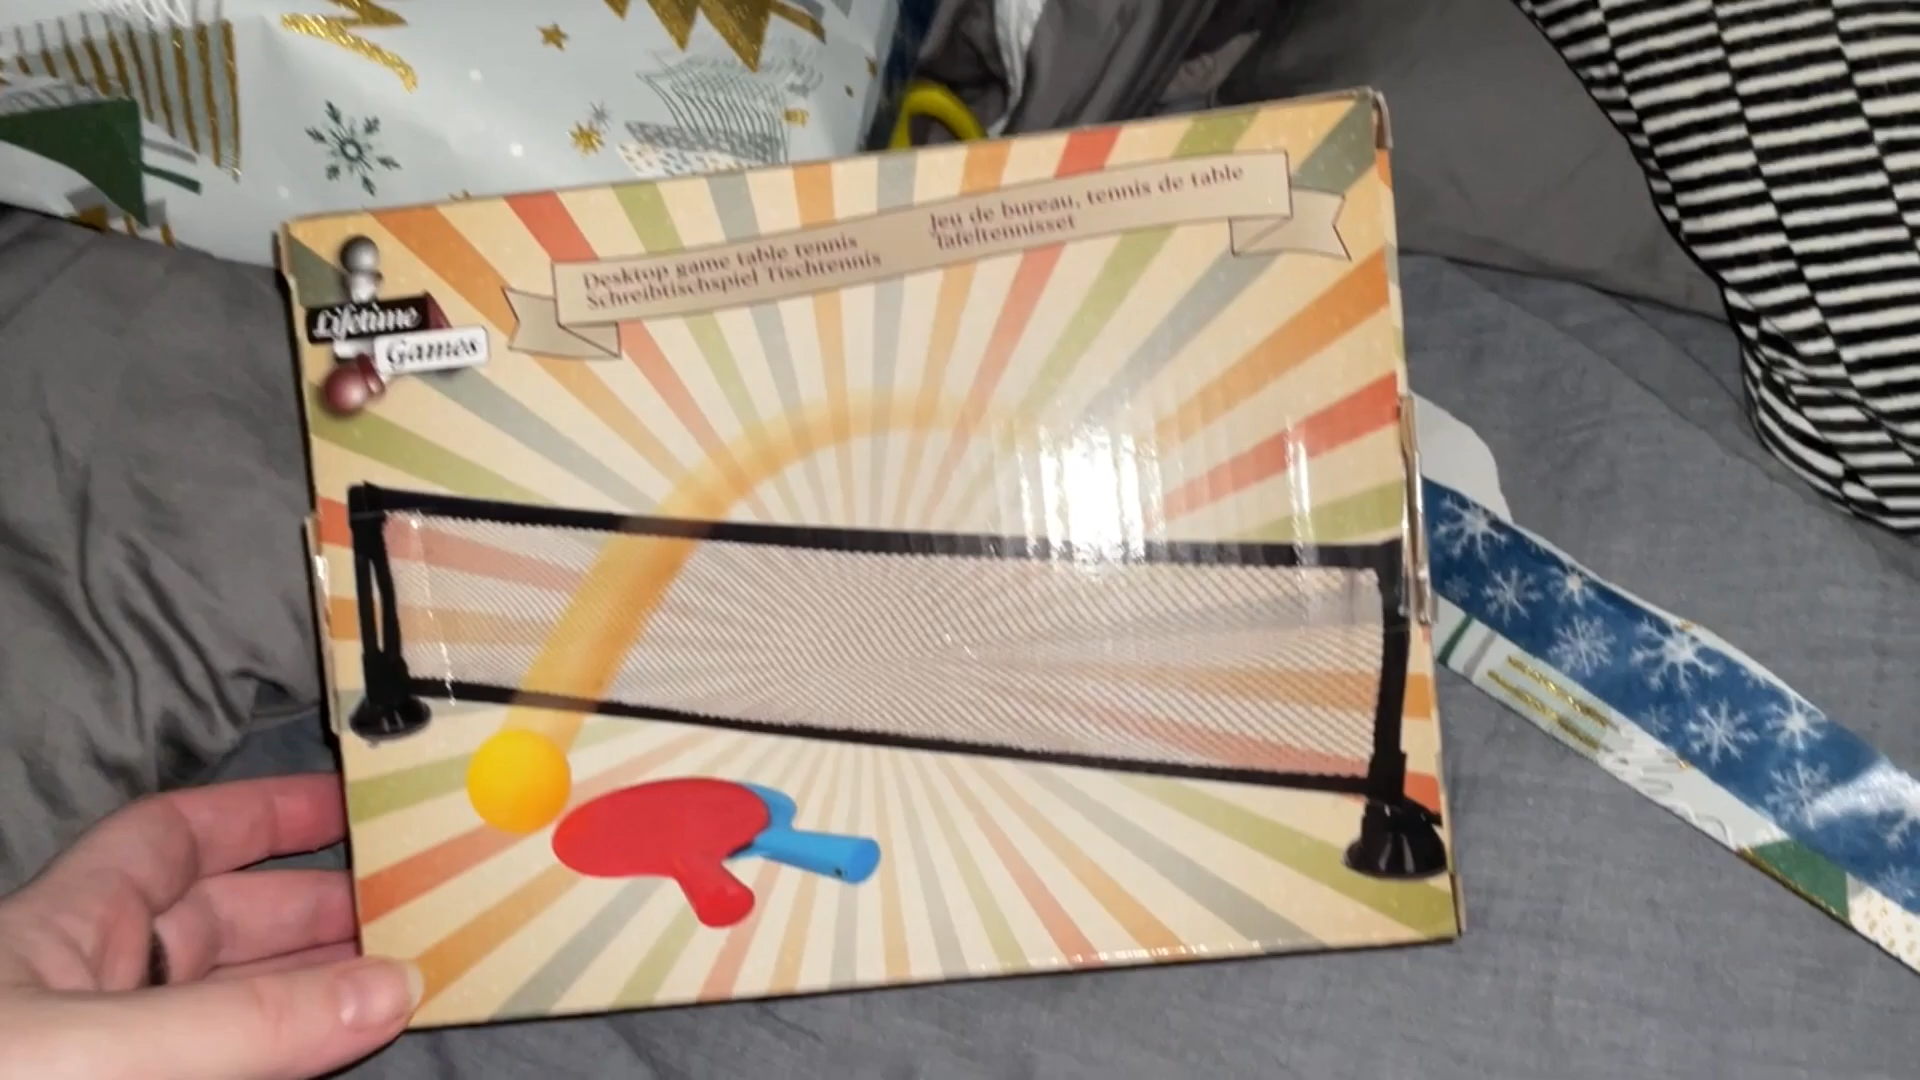 Desktop game table tennis
Schreibtischspiel Tischtennis
Jeu de bureau, tennis de table
Tafeltennisset
Lifetime
Games